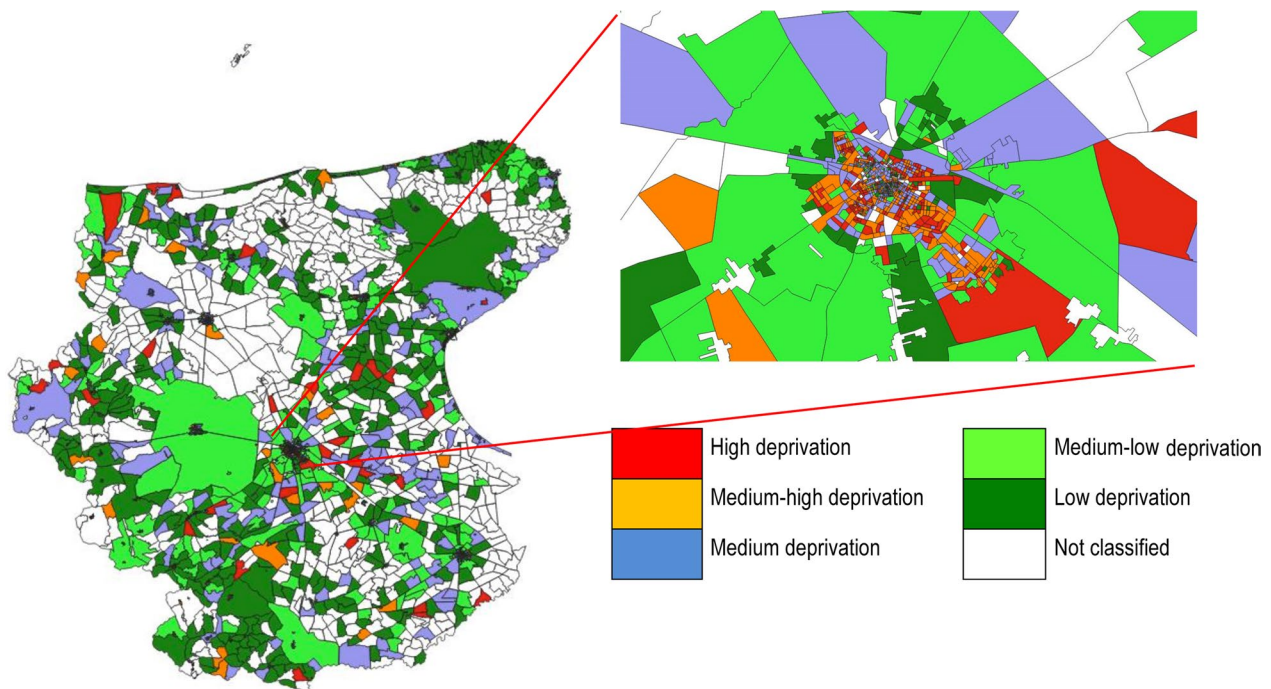 High deprivation
Medium-high deprivation
Medium deprivation
Medium-low deprivation
Low deprivation
Not classified